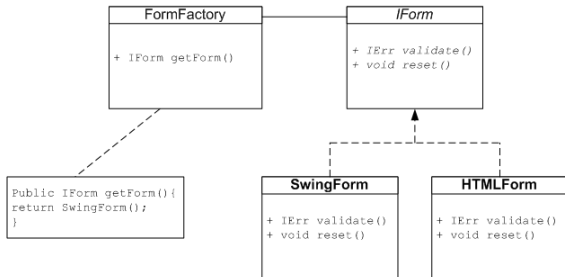 FormFactory
+ IForm getForm()
IForm
+ IErr validate()
+ void reset()
Public IForm getForm(){
return SwingForm();
}
SwingForm
+ IErr validate()
+ void reset()
HTMLForm
+ IErr validate()
+ void reset()